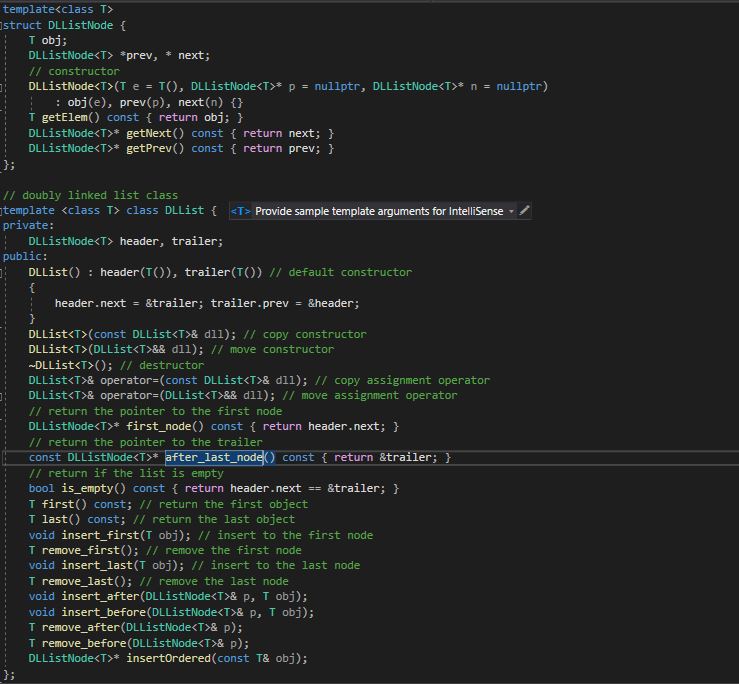 template<class T>
struct DLListNode {
    T obj;
    DLListNode<T> *prev, * next;
    // constructor
    DLListNode<T>(T e = T(), DLListNode<T>* p = nullptr, DLListNode<T>* n = nullptr)
        : obj(e), prev(p), next(n) {}
    T getElem() const { return obj; }
    DLListNode<T>* getNext() const { return next; }
    DLListNode<T>* getPrev() const { return prev; }
};
// doubly linked list class
template <class T> class DLList { <T> Provide sample template arguments for IntelliSense
private:
    DLListNode<T> header, trailer;
public:
    DLList() : header(T()), trailer(T()) // default constructor
    {
        header.next = &trailer; trailer.prev = &header;
    }
    DLList<T>(const DLList<T>& dll); // copy constructor
    DLList<T>(DLList<T>&& dll); // move constructor
    ~DLList<T>(); // destructor
    DLList<T>& operator=(const DLList<T>& dll); // copy assignment operator
    DLList<T>& operator=(DLList<T>&& dll); // move assignment operator
    // return the pointer to the first node
    DLListNode<T>* first_node() const { return header.next; }
    // return the pointer to the trailer
    const DLListNode<T>* after_last_node() const { return &trailer; }
    // return if the list is empty
    bool is_empty() const { return header.next == &trailer; }
    T first() const; // return the first object
    T last() const; // return the last object
    void insert_first(T obj); // insert to the first node
    T remove_first(); // remove the first node
    void insert_last(T obj); // insert to the last node
    T remove_last(); // remove the last node
    void insert_after(DLListNode<T>& p, T obj);
    void insert_before(DLListNode<T>& p, T obj);
    T remove_after(DLListNode<T>& p);
    T remove_before(DLListNode<T>& p);
    DLListNode<T>* insertOrdered(const T& obj);
};